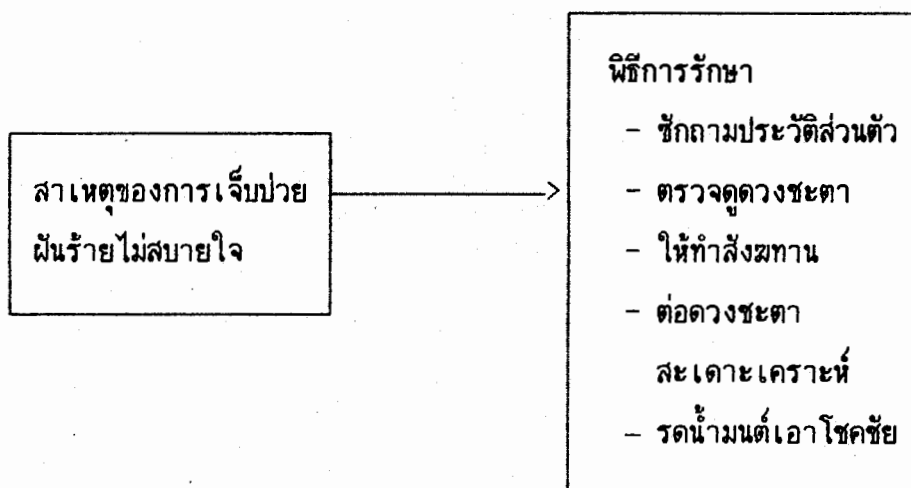 สาเหตุของการเจ็บป่วย
ฝันร้ายไม่สบายใจ
พิธีการรักษา
- ซักถามประวัติส่วนตัว
- ตรวจดูดวงชะตา
- ให้ทำสังฆทาน
- ต่อดวงชะตา
สะเดาะเคราะห์
- รดน้ำมนต์เอาโชคชัย